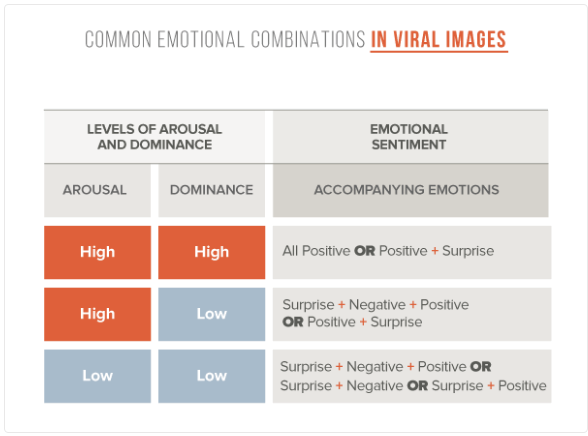 COMMON EMOTIONAL COMBINATIONS IN VIRAL IMAGES
LEVELS OF AROUSAL
AND DOMINANCE
EMOTIONAL
SENTIMENT
AROUSAL
DOMINANCE
ACCOMPANYING EMOTIONS
High
High
All Positive OR Positive + Surprise
High
Low
Surprise + Negative + Positive
OR Positive + Surprise
Low
Low
Surprise + Negative + Positive OR
Surprise + Negative OR Surprise + Positive